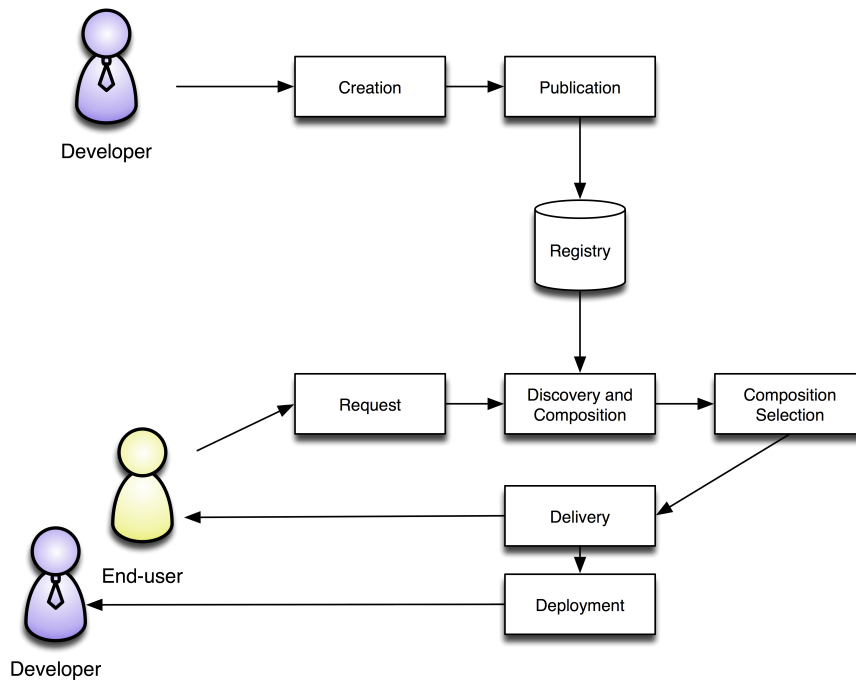 Creation
Publication
Developer
Registry
Request
Discovery and
Composition
Composition
Selection
Delivery
End-user
Deployment
Developer